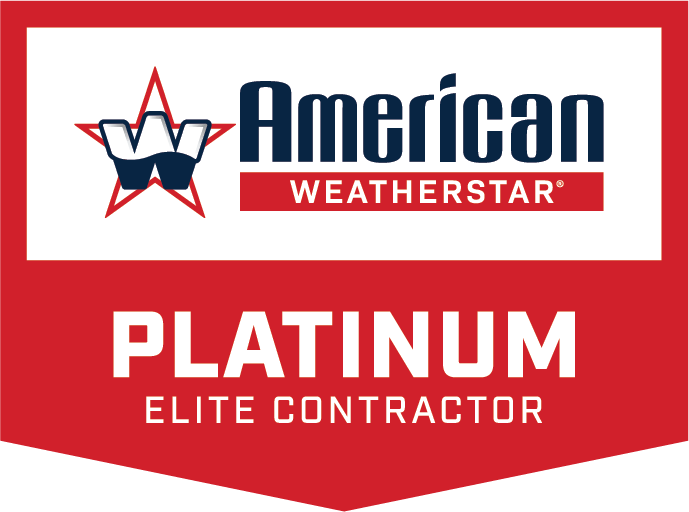 W
American
WEATHERSTAR®
PLATINUM
ELITE CONTRACTOR